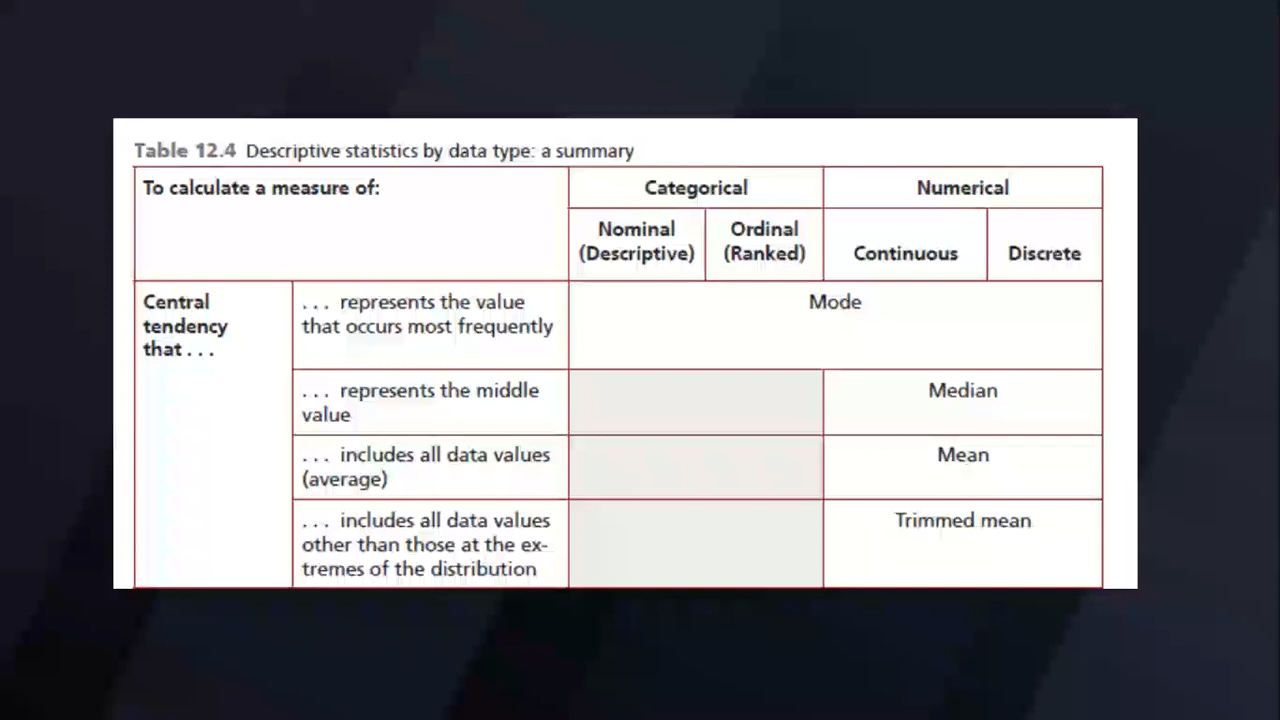 Table 12.4 Descriptive statistics by data type: a summary
To calculate a measure of:
Categorical
Numerical
Nominal
(Descriptive)
Ordinal
(Ranked)
Continuous
Discrete
Central
tendency
that . . .
. . . represents the value
that occurs most frequently
Mode
. . . represents the middle
value
Median
. . . includes all data values
(average)
Mean
. . . includes all data values
other than those at the ex-
tremes of the distribution
Trimmed mean